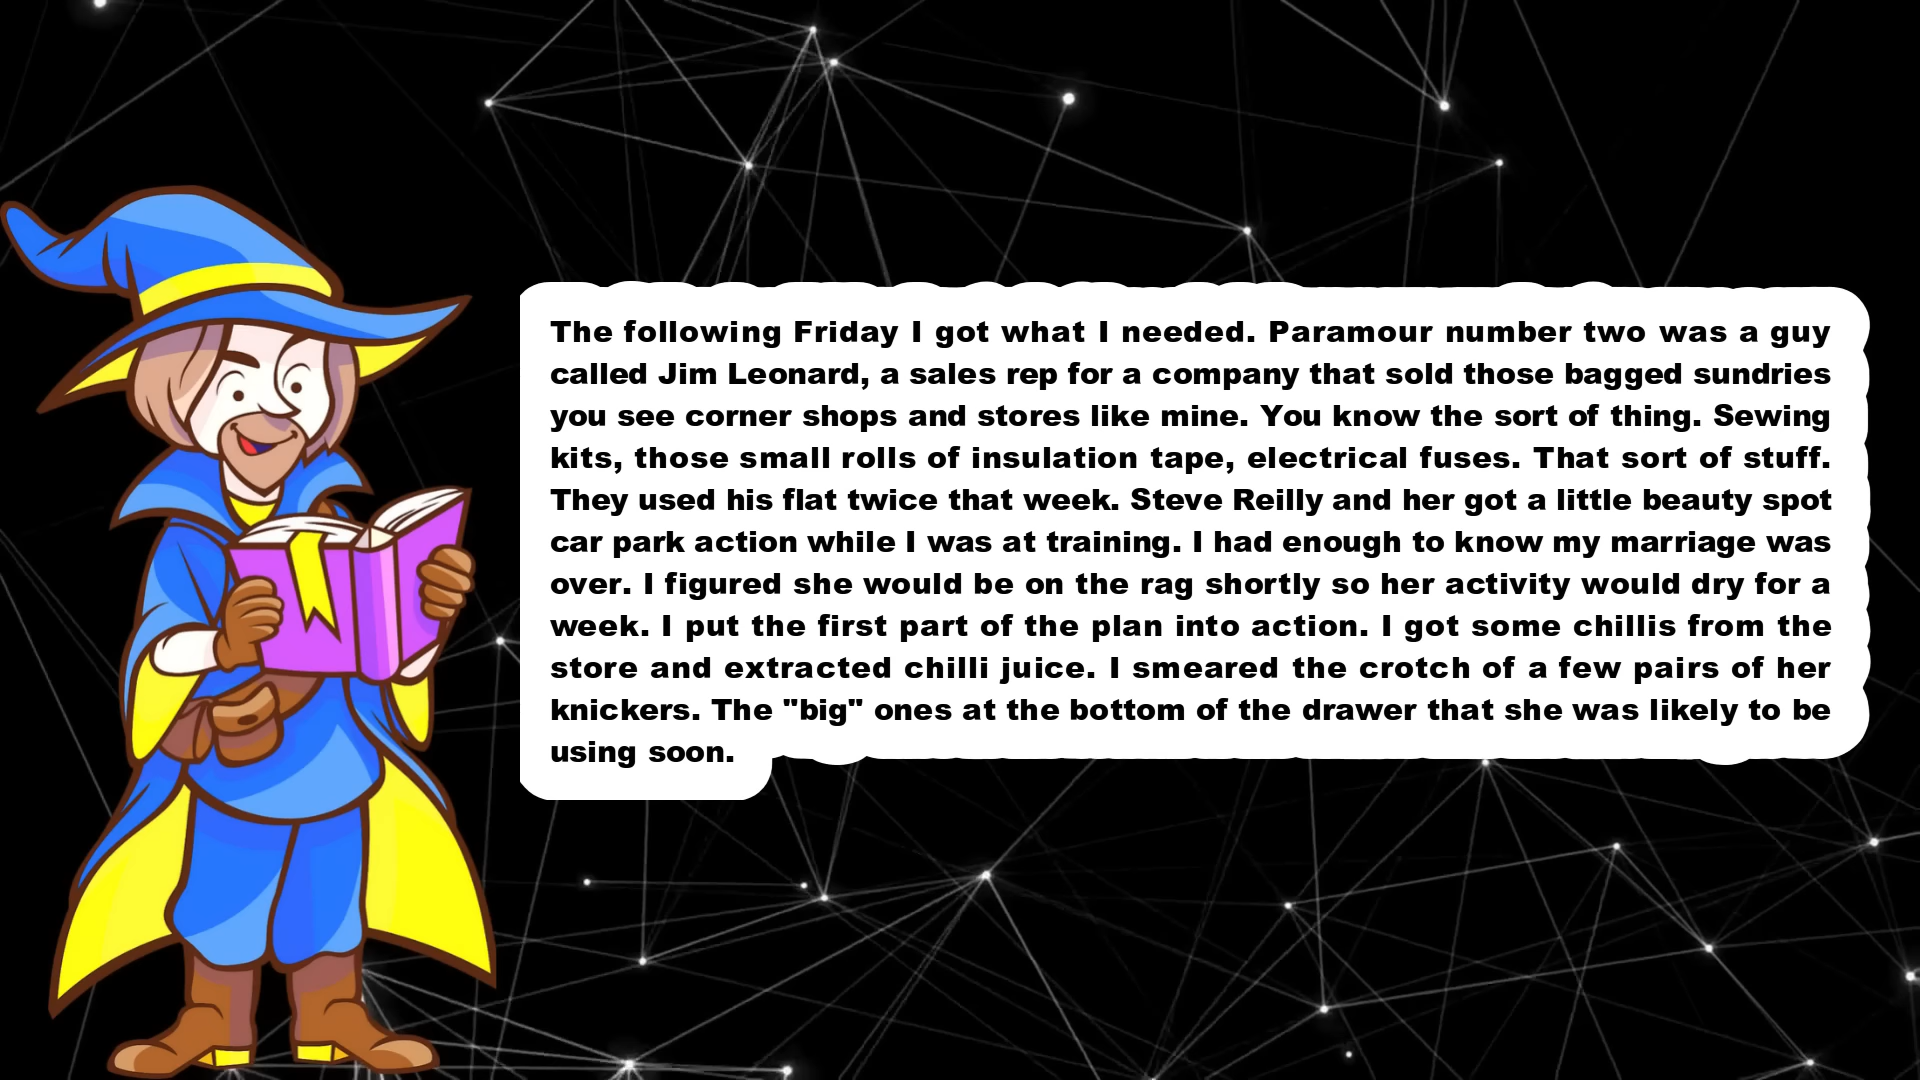 The following Friday I got what I needed. Paramour number two was a guy
called Jim Leonard, a sales rep for a company that sold those bagged sundries
you see corner shops and stores like mine. You know the sort of thing. Sewing
kits, those small rolls of insulation tape, electrical fuses. That sort of stuff.
They used his flat twice that week. Steve Reilly and her got a little beauty spot
car park action while I was at training. I had enough to know my marriage was
over. I figured she would be on the rag shortly so her activity would dry for a
week. I put the first part of the plan into action. I got some chillis from the
store and extracted chilli juice. I smeared the crotch of a few pairs of her
knickers. The "big" ones at the bottom of the drawer that she was likely to be
using soon.